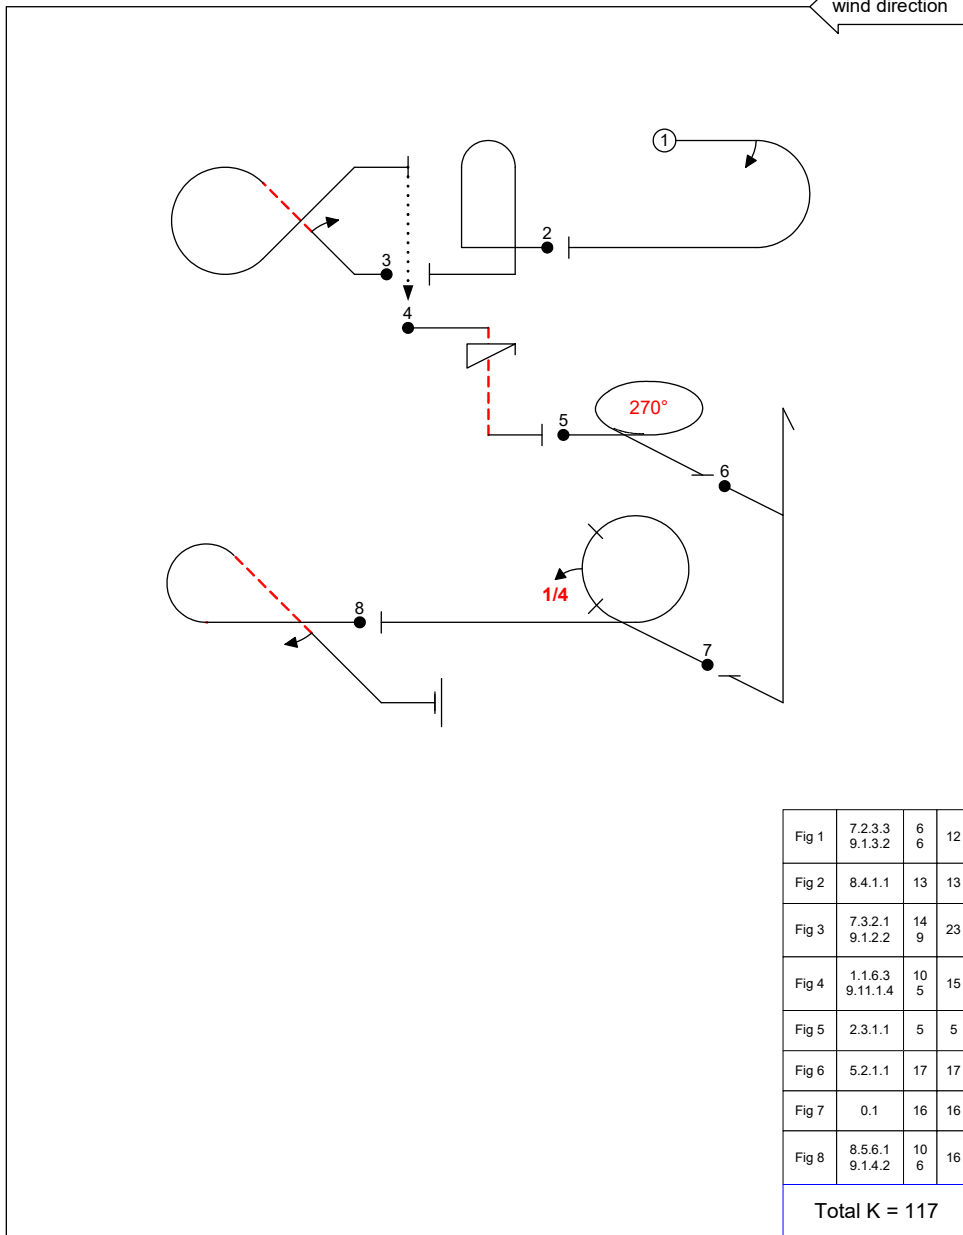 wind direction
1
2
3
4
5
270°
6
1/4
8
7
Fig 1 7.2.3.3 6 12
9.1.3.2 6
Fig 2 8.4.1.1 13 13
Fig 3 7.3.2.1 14 23
9.1.2.2 9
Fig 4 1.1.6.3 10 15
9.11.1.4 5
Fig 5 2.3.1.1 5 5
Fig 6 5.2.1.1 17 17
Fig 7 0.1 16 16
Fig 8 8.5.6.1 10 16
9.1.4.2 6
Total K = 117